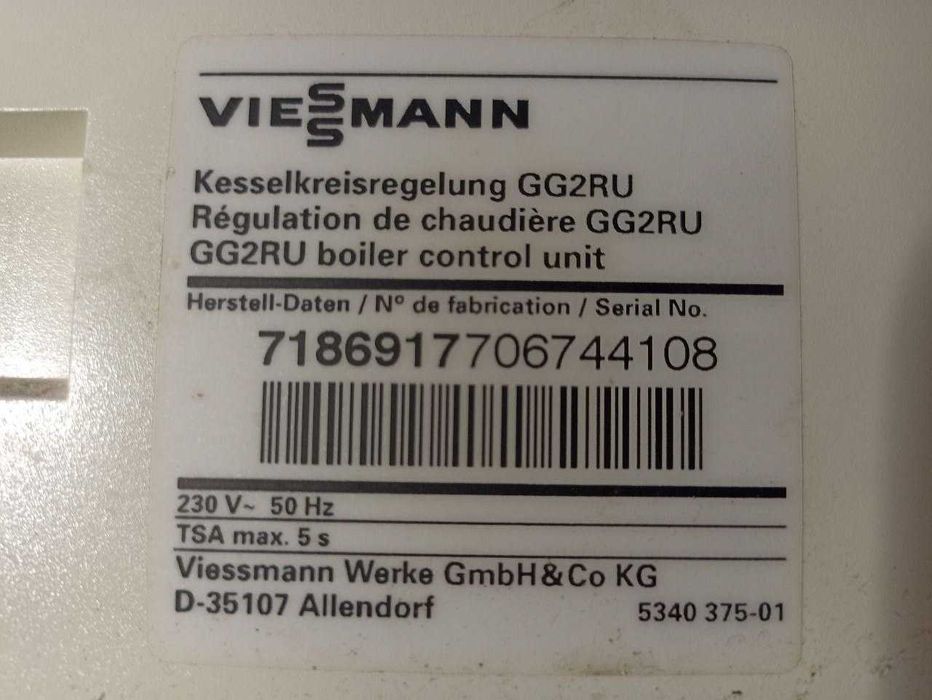 VIESSMANN
Kesselkreisregelung GG2RU
Régulation de chaudière GG2RU
GG2RU boiler control unit
Herstell-Daten / Nº de fabrication / Serial No.
7186917706744108
230 V~ 50 Hz
TSA max. 5 s
Viessmann Werke GmbH&Co KG
D-35107 Allendorf
5340 375-01